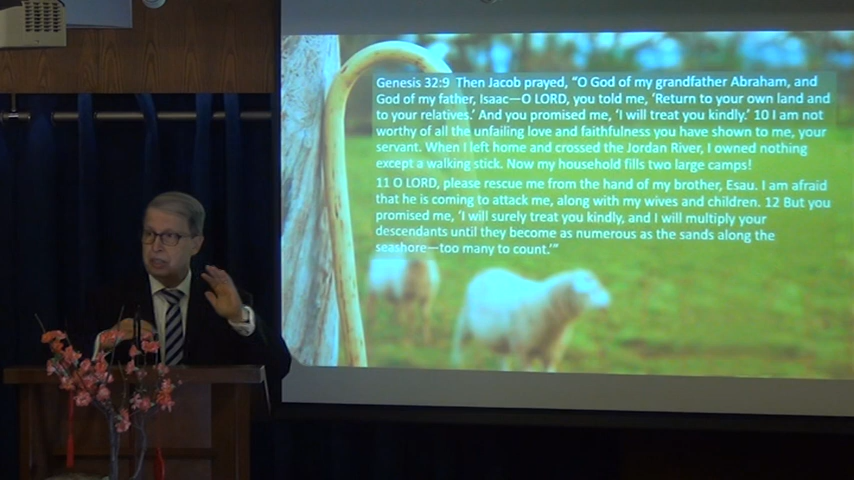 Genesis 32:9 Then Jacob prayed, “O God of my grandfather Abraham, and
God of my father, Isaac—O LORD, you told me, ‘Return to your own land and
to your relatives.’ And you promised me, ‘I will treat you kindly.’ 10 I am not
worthy of all the unfailing love and faithfulness you have shown to me, your
servant. When I left home and crossed the Jordan River, I owned nothing
except a walking stick. Now my household fills two large camps!
11 O LORD, please rescue me from the hand of my brother, Esau. I am afraid
that he is coming to attack me, along with my wives and children. 12 But you
promised me, ‘I will surely treat you kindly, and I will multiply your
descendants until they become as numerous as the sands along the
seashore—too many to count.’”